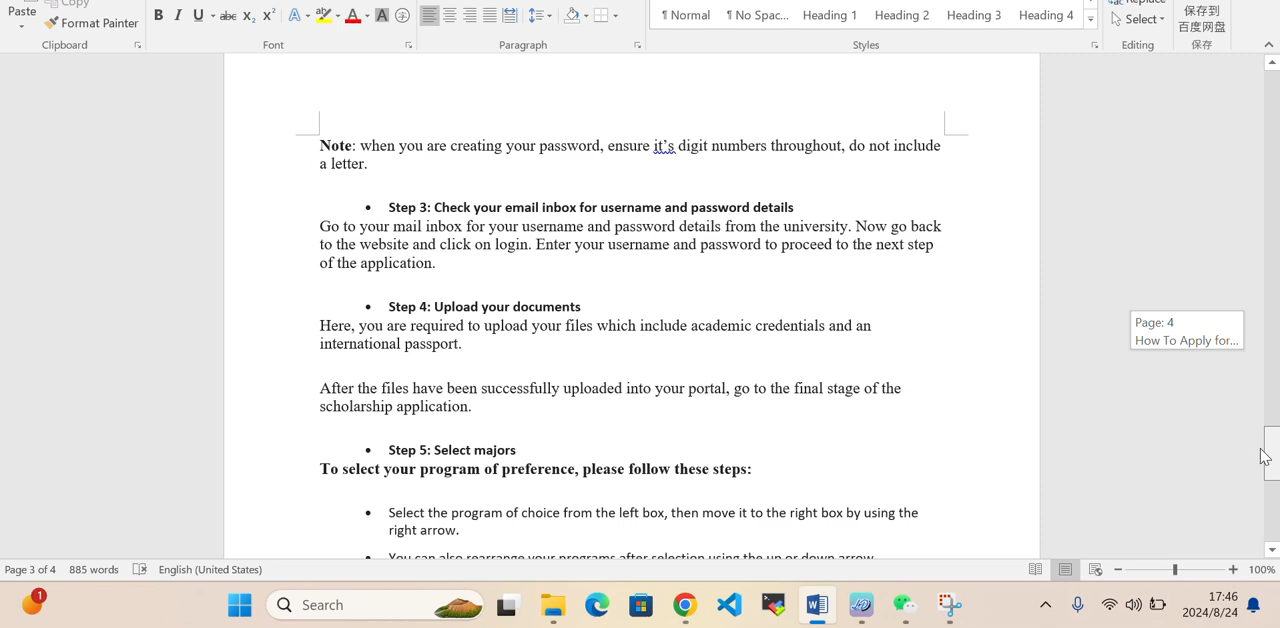 Copy
Replace
保存到
Paste
Format Painter
B I U abc X₂ X² A A A 字
¶ Normal ¶ No Spac... Heading 1 Heading 2 Heading 3 Heading 4
Select
百度网盘
Clipboard Font Paragraph Styles Editing 保存
Note: when you are creating your password, ensure it’s digit numbers throughout, do not include
a letter.
• Step 3: Check your email inbox for username and password details
Go to your mail inbox for your username and password details from the university. Now go back
to the website and click on login. Enter your username and password to proceed to the next step
of the application.
• Step 4: Upload your documents
Here, you are required to upload your files which include academic credentials and an
international passport.
Page: 4
How To Apply for...
After the files have been successfully uploaded into your portal, go to the final stage of the
scholarship application.
• Step 5: Select majors
To select your program of preference, please follow these steps:
• Select the program of choice from the left box, then move it to the right box by using the
right arrow.
• You can also rearrange your programs after selection using the up or down arrow
Page 3 of 4 885 words English (United States) 100%
1
Search
17:46
2024/8/24